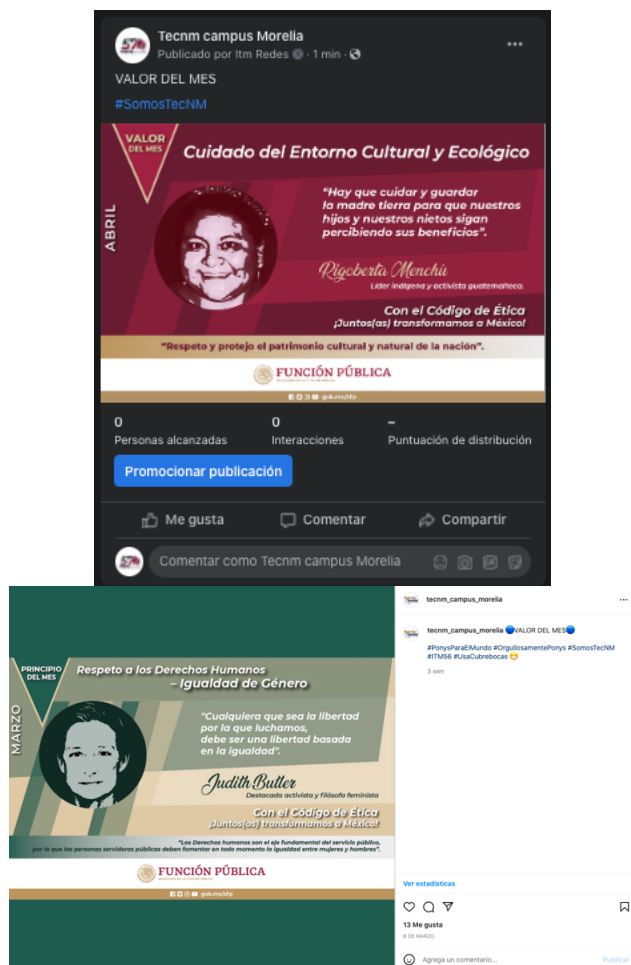 Tecnm campus Morelia
Publicado por Itm Redes · 1 min ·
VALOR DEL MES
#SomosTecNM
VALOR
DEL MES
Cuidado del Entorno Cultural y Ecológico
ABRIL
"Hay que cuidar y guardar
la madre tierra para que nuestros
hijos y nuestros nietos sigan
percibiendo sus beneficios".
Rigoberta Menchú
Líder indígena y activista guatemalteca.
Con el Código de Ética
¡Juntos(as) transformamos a México!
"Respeto y protejo el patrimonio cultural y natural de la nación".
FUNCIÓN PÚBLICA
gob.mx/sfp
0
Personas alcanzadas
0
Interacciones
–
Puntuación de distribución
Promocionar publicación
Me gusta
Comentar
Compartir
Comentar como Tecnm campus Morelia
PRINCIPIO
DEL MES
Respeto a los Derechos Humanos
– Igualdad de Género
MARZO
"Cualquiera que sea la libertad
por la que luchamos,
debe ser una libertad basada
en la igualdad".
Judith Butler
Destacada activista y filósofa feminista
Con el Código de Ética
¡Juntos(as) transformamos a México!
"Los Derechos humanos son el eje fundamental del servicio público,
por lo que las personas servidoras públicas deben fomentar en todo momento la igualdad entre mujeres y hombres".
FUNCIÓN PÚBLICA
gob.mx/sfp
tecnm_campus_morelia
tecnm_campus_morelia 🔵VALOR DEL MES🔵
#PonysParaElMundo #OrgullosamentePonys #SomosTecNM
#ITM56 #UsaCubrebocas 😷
3 sem
Ver estadísticas
13 Me gusta
8 DE MARZO
Agrega un comentario...
Publicar